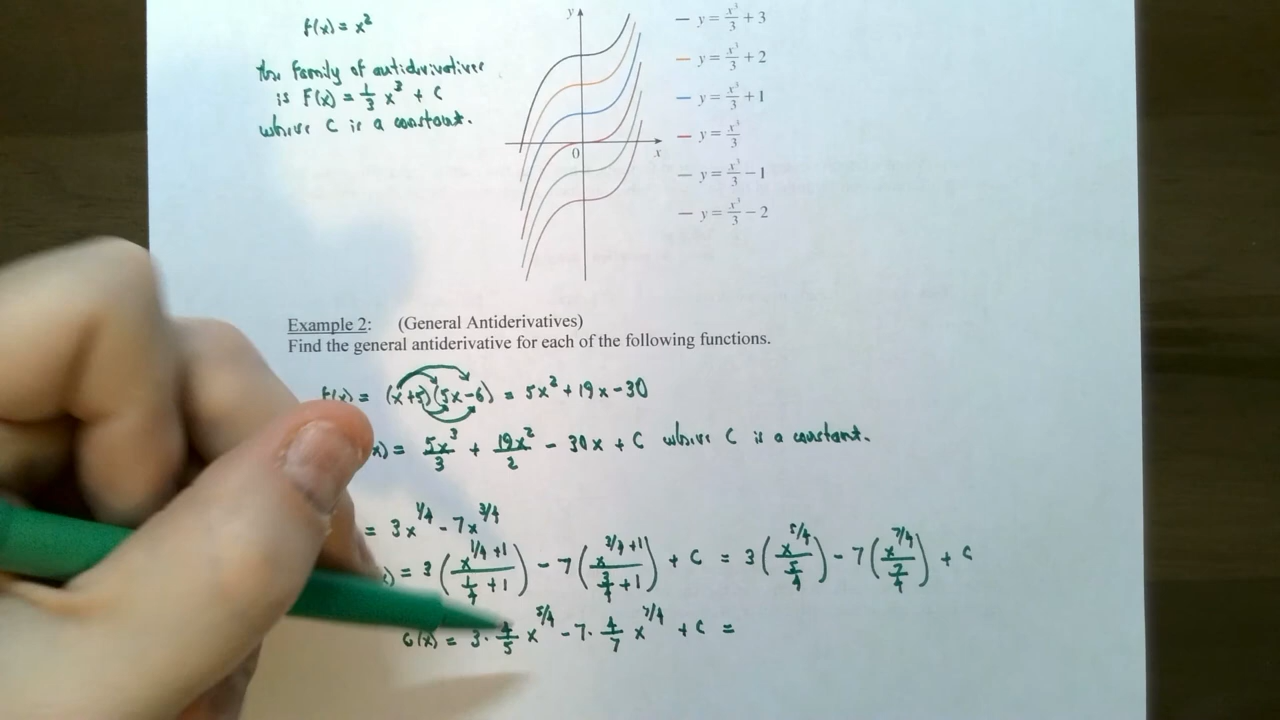 f(x) = x²
the family of antiderivatives
is F(x) = 1/3 x³ + C
where C is a constant.
y
0
x
y = x³/3 + 3
y = x³/3 + 2
y = x³/3 + 1
y = x³/3
y = x³/3 − 1
y = x³/3 − 2
Example 2: (General Antiderivatives)
Find the general antiderivative for each of the following functions.
f(x) = (x+5)(5x−6) = 5x² + 19x − 30
x) = 5x³/3 + 19x²/2 − 30x + C where C is a constant.
= 3x^(1/4) − 7x^(3/4)
) = 3(x^(1/4 +1)/(1/4 +1)) − 7(x^(3/4 +1)/(3/4 +1)) + C = 3(x^(5/4)/(5/4)) − 7(x^(7/4)/(7/4)) + C
G(x) = 3 · 4/5 x^(5/4) − 7 · 4/7 x^(7/4) + C =